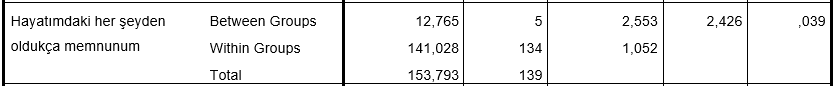 Hayatımdaki her şeyden oldukça memnunum Between Groups 12,765 5 2,553 2,426 ,039
Within Groups 141,028 134 1,052
Total 153,793 139